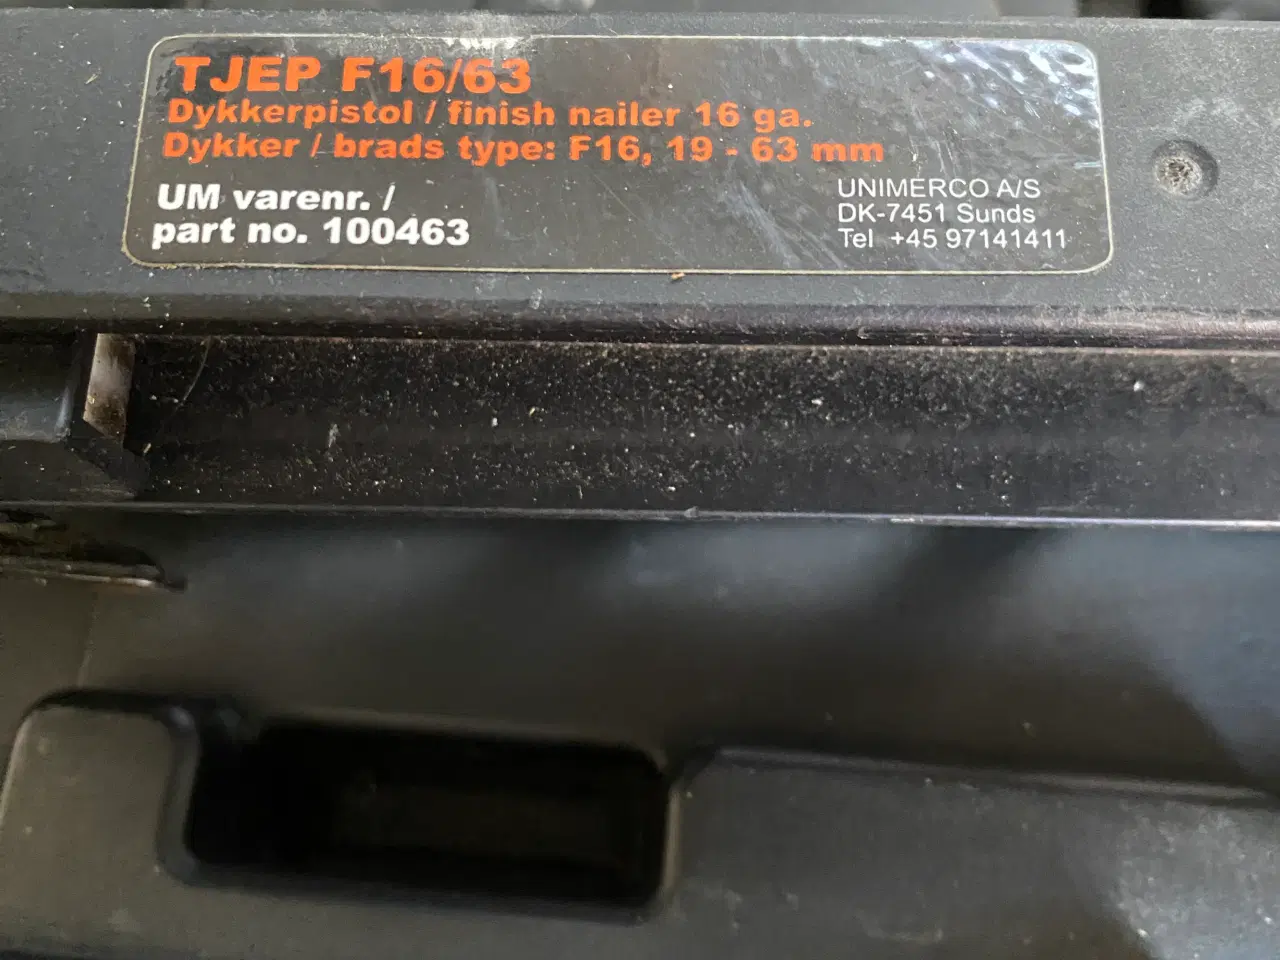 TJEP F16/63
Dykkerpistol / finish nailer 16 ga.
Dykker / brads type: F16, 19 - 63 mm
UM varenr. /
part no. 100463
UNIMERCO A/S
DK-7451 Sunds
Tel +45 97141411